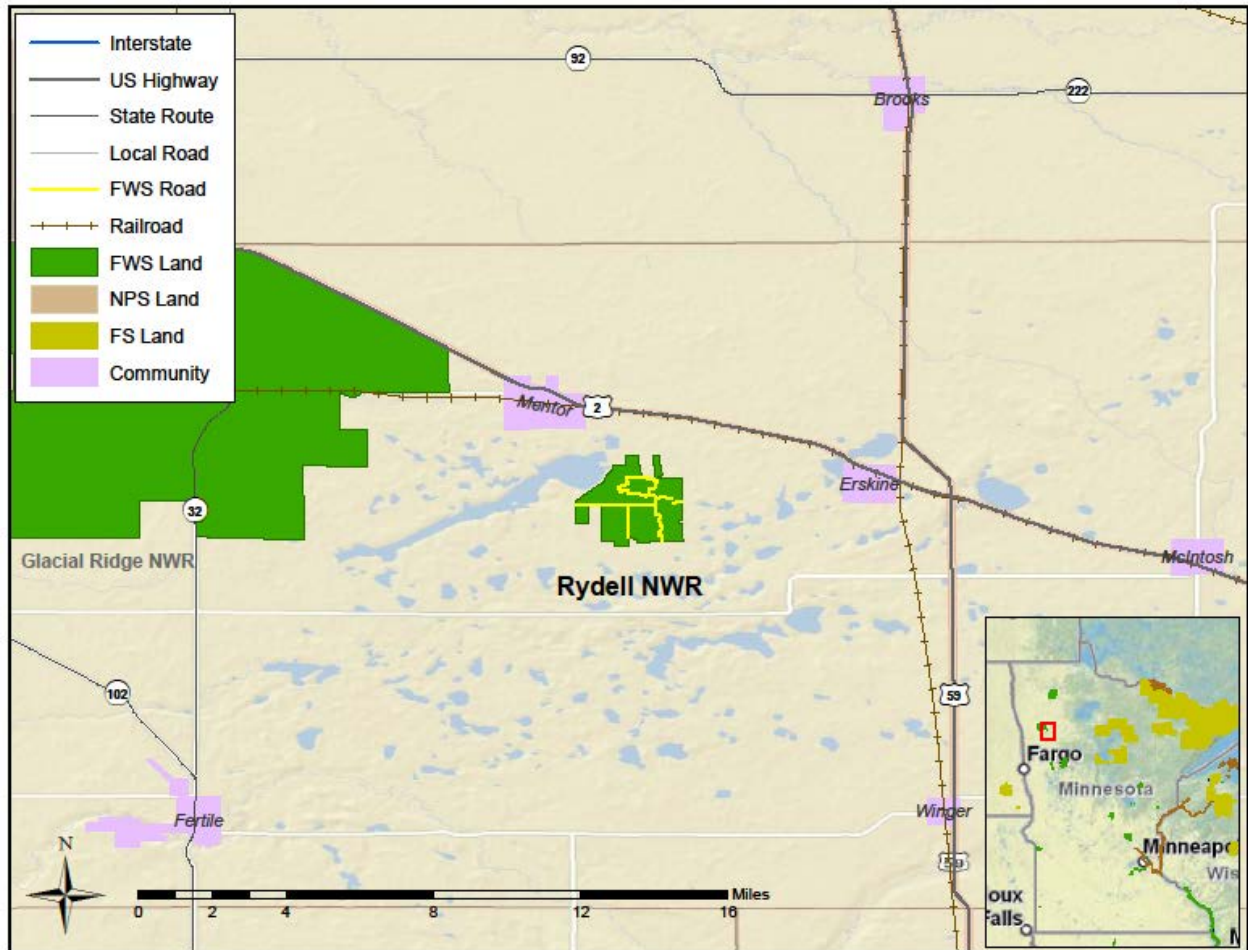 Interstate
US Highway
State Route
Local Road
FWS Road
Railroad
FWS Land
NPS Land
FS Land
Community
92
222
Brooks
Mentor
2
Erskine
McIntosh
32
Glacial Ridge NWR
Rydell NWR
102
59
Fertile
Winger
59
N
Miles
0 2 4 8 12 16
Fargo
Minnesota
Minneapo
Wis
oux
Falls